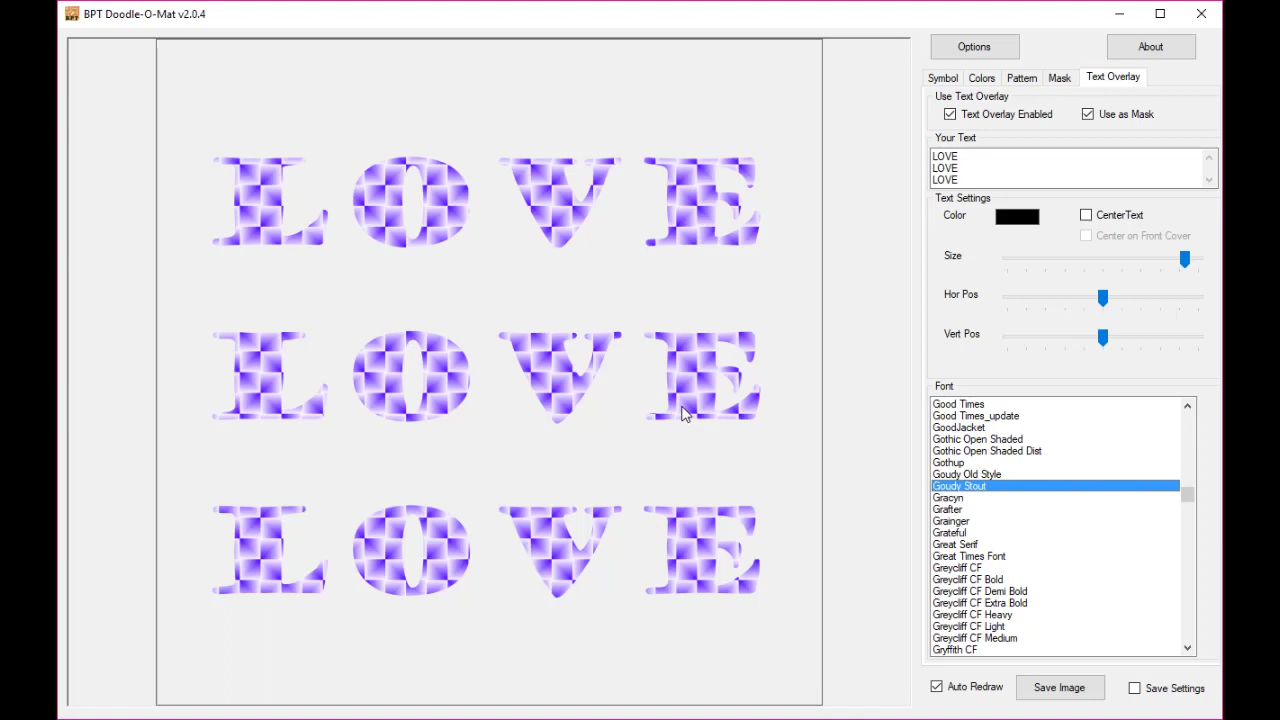 BPT Doodle-O-Mat v2.0.4
Options
About
Symbol Colors Pattern Mask Text Overlay
Use Text Overlay
Text Overlay Enabled
Use as Mask
Your Text
LOVE
LOVE
LOVE
Text Settings
Color
CenterText
Center on Front Cover
Size
Hor Pos
Vert Pos
Font
Good Times
Good Times_update
GoodJacket
Gothic Open Shaded
Gothic Open Shaded Dist
Gothup
Goudy Old Style
Goudy Stout
Gracyn
Grafter
Grainger
Grateful
Great Serif
Great Times Font
Greycliff CF
Greycliff CF Bold
Greycliff CF Demi Bold
Greycliff CF Extra Bold
Greycliff CF Heavy
Greycliff CF Light
Greycliff CF Medium
Gryffith CF
Auto Redraw
Save Image
Save Settings
LOVE
LOVE
LOVE